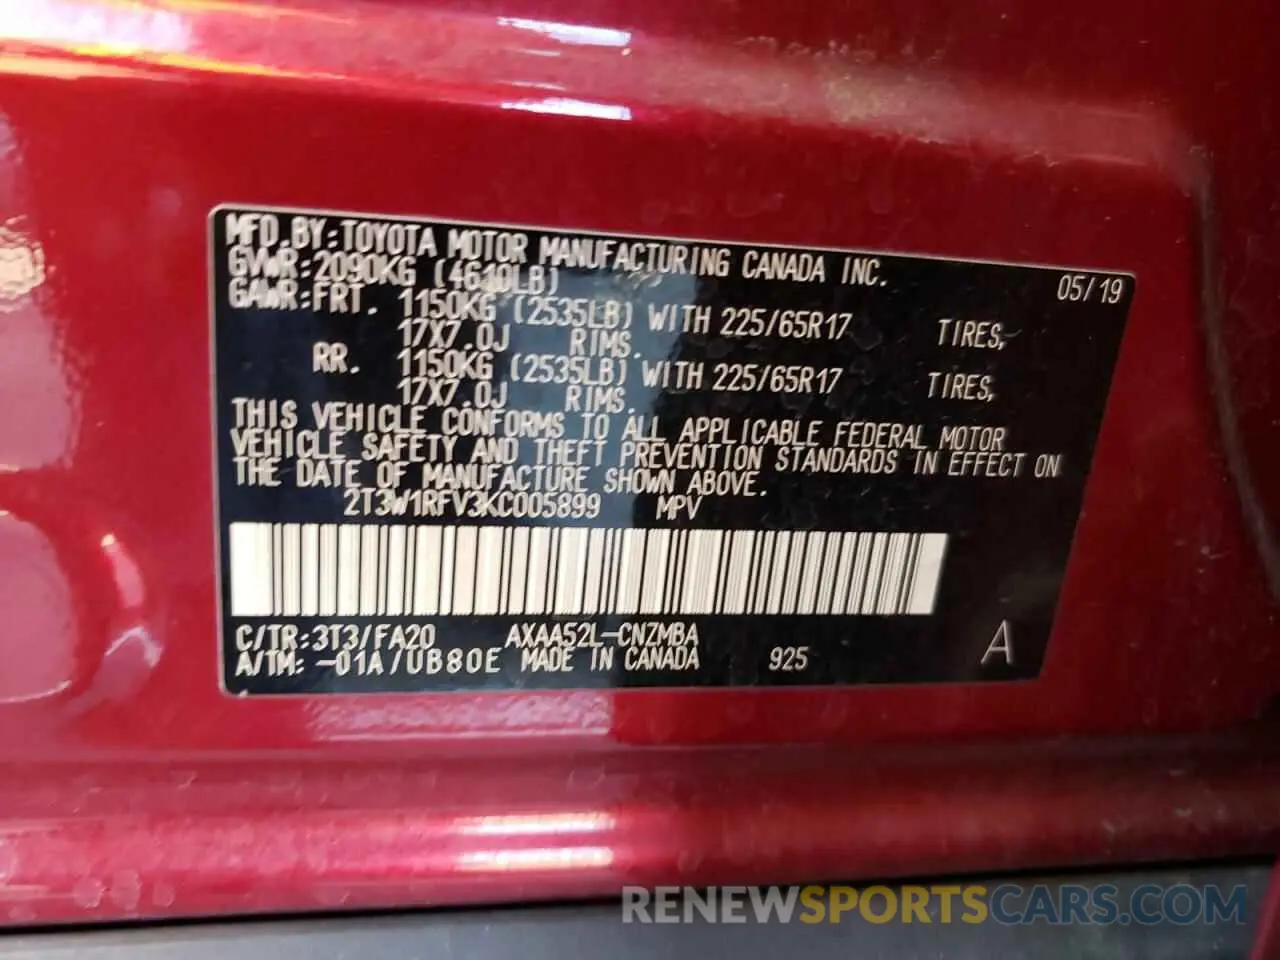 MFD.BY:TOYOTA MOTOR MANUFACTURING CANADA INC.
GVWR:2090KG (4610LB) 05/19
GAWR:FRT. 1150KG (2535LB) WITH 225/65R17 TIRES,
17X7.0J RIMS.
RR. 1150KG (2535LB) WITH 225/65R17 TIRES,
17X7.0J RIMS.
THIS VEHICLE CONFORMS TO ALL APPLICABLE FEDERAL MOTOR
VEHICLE SAFETY AND THEFT PREVENTION STANDARDS IN EFFECT ON
THE DATE OF MANUFACTURE SHOWN ABOVE.
2T3W1RFV3KC005899 MPV
C/TR:3T3/FA20 AXAA52L-CNZMBA
A/TM:-01A/UB80E MADE IN CANADA 925 A
RENEWSPORTSCARS.COM